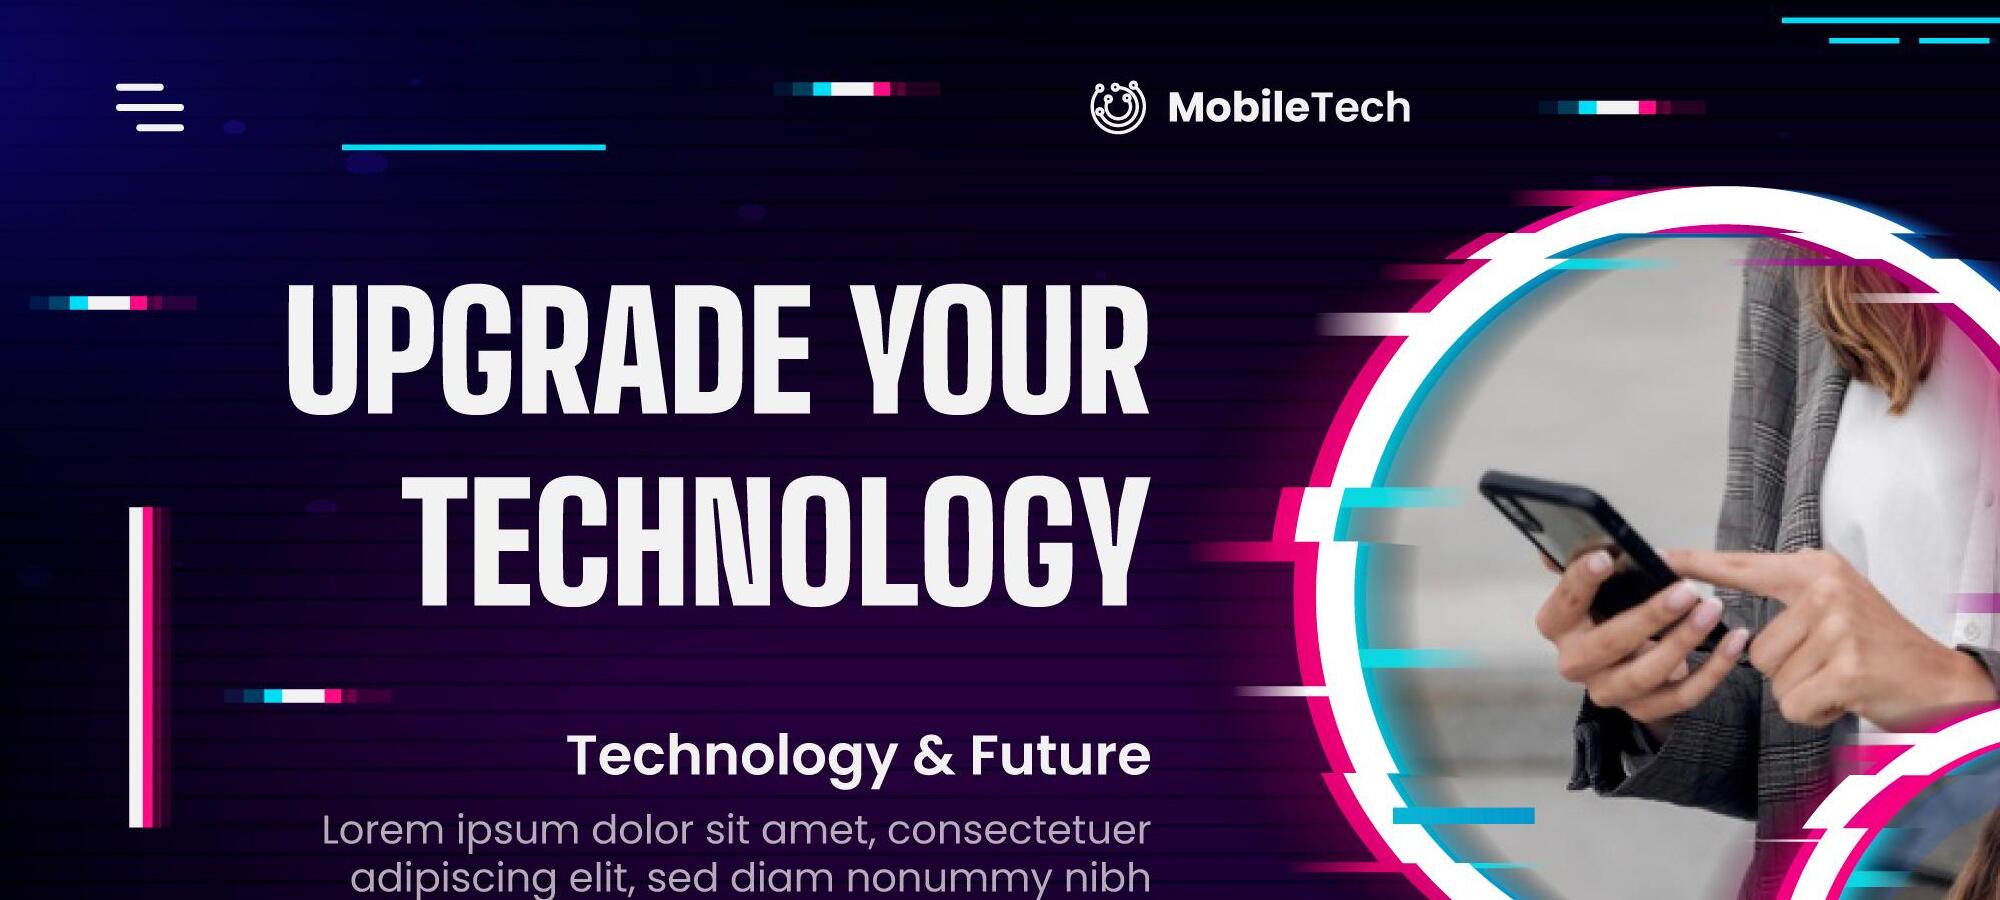 MobileTech
UPGRADE YOUR
TECHNOLOGY
Technology & Future
Lorem ipsum dolor sit amet, consectetuer
adipiscing elit, sed diam nonummy nibh